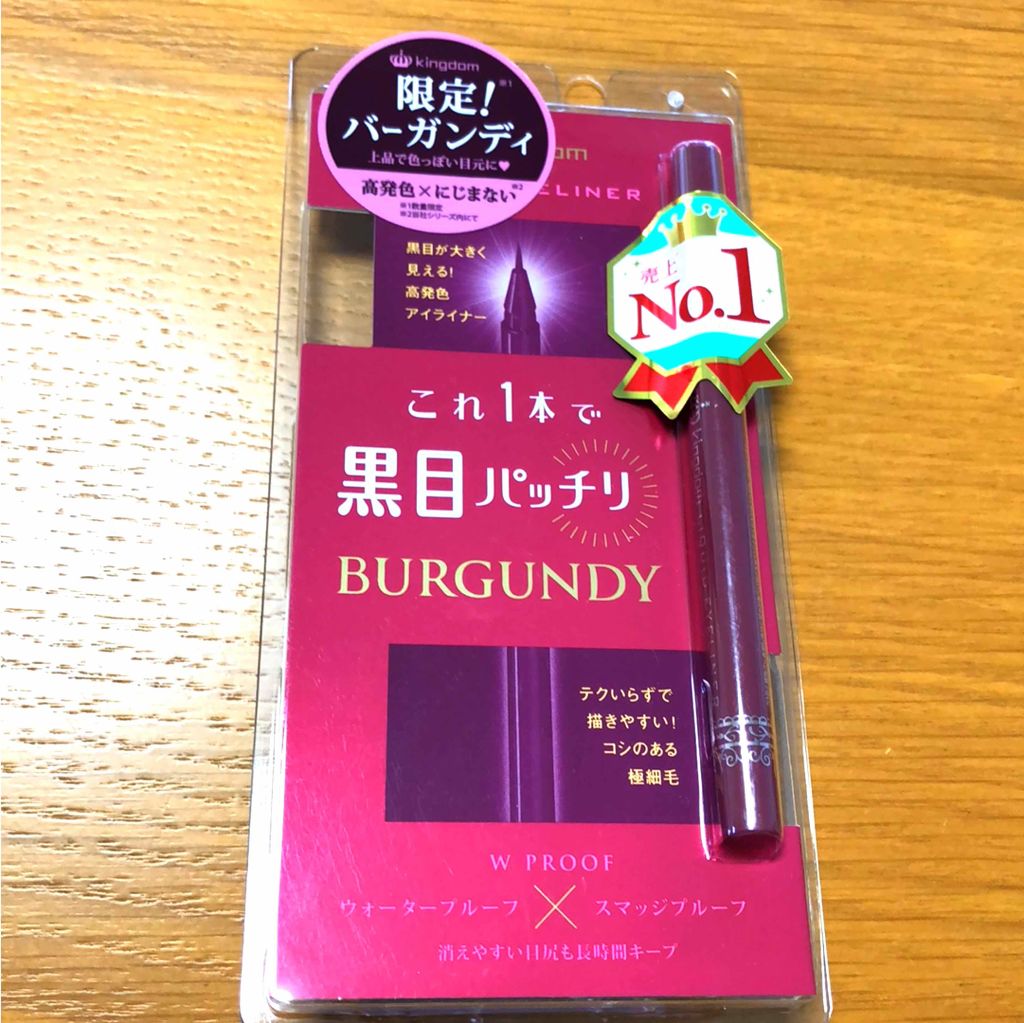 kingdom
限定!※1
バーガンディ
上品で色っぽい目元に♥
高発色×にじまない※2
※1数量限定
※2当社シリーズ内にて
ELINER
黒目が大きく
見える!
高発色
アイライナー
売上
No.1
これ1本で
黒目パッチリ
BURGUNDY
テクいらずで
描きやすい!
コシのある
極細毛
W PROOF
ウォータープルーフ × スマッジプルーフ
消えやすい目尻も長時間キープ